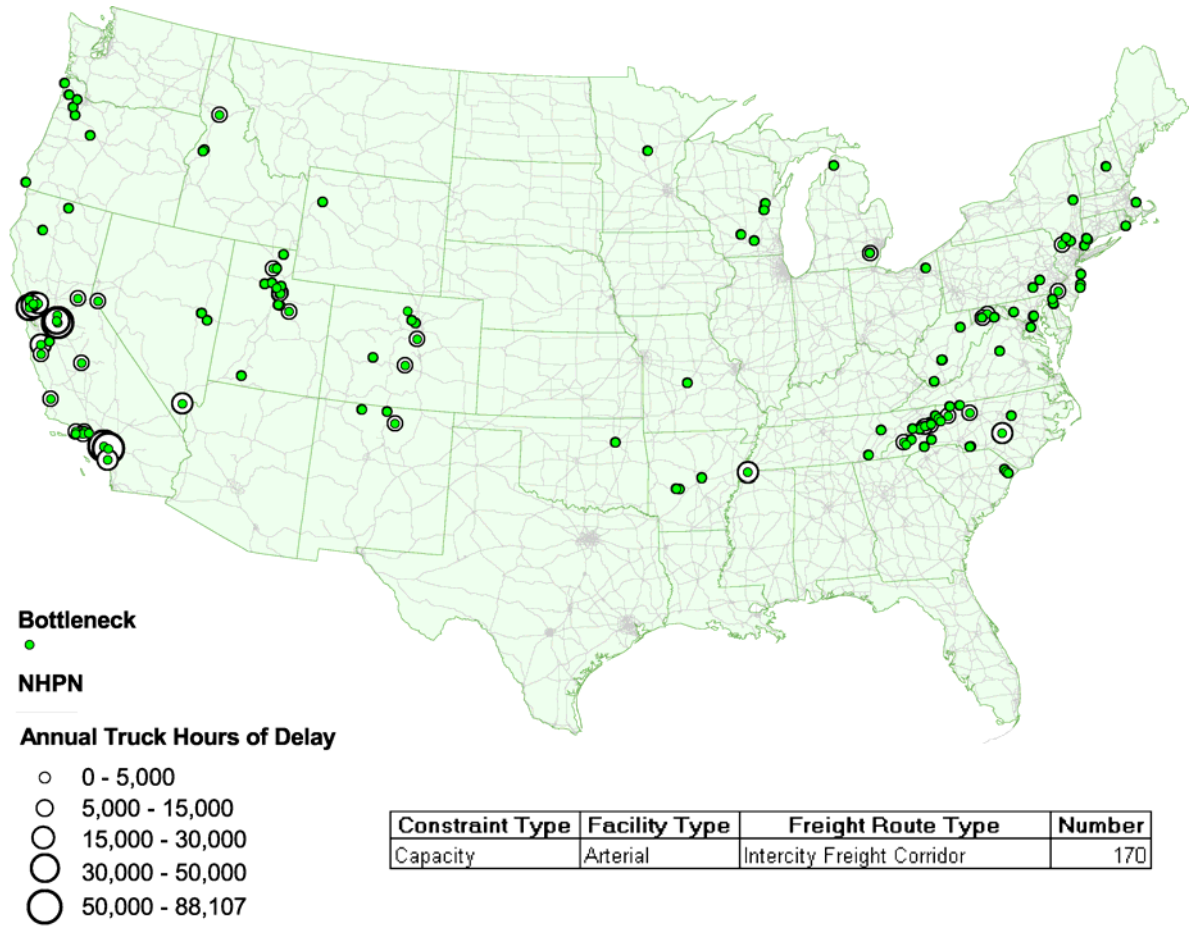 Bottleneck
NHPN
Annual Truck Hours of Delay
0 - 5,000
5,000 - 15,000
15,000 - 30,000
30,000 - 50,000
50,000 - 88,107
Constraint Type Facility Type Freight Route Type Number
Capacity Arterial Intercity Freight Corridor 170